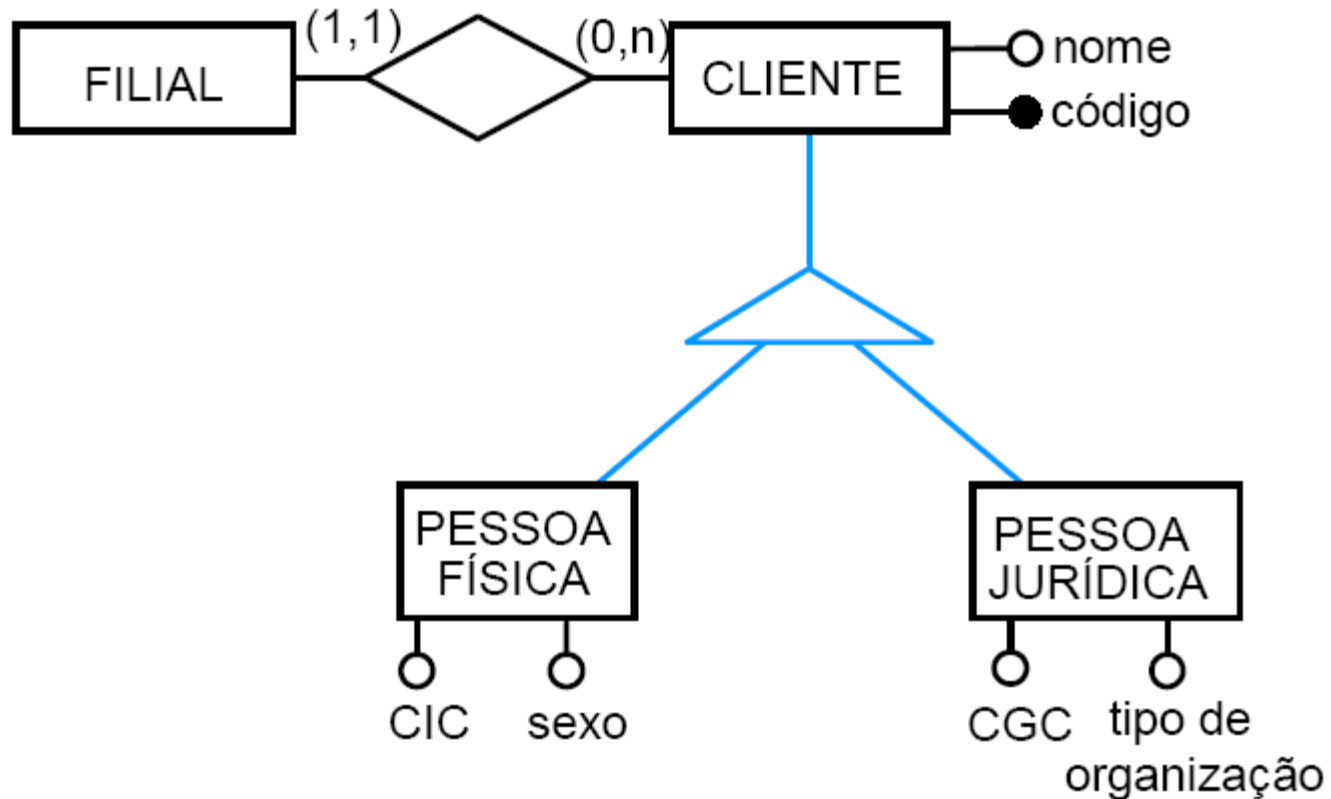 (1,1)
(0,n)
FILIAL
CLIENTE
nome
código
PESSOA
FÍSICA
PESSOA
JURÍDICA
CIC
sexo
CGC
tipo de
organização